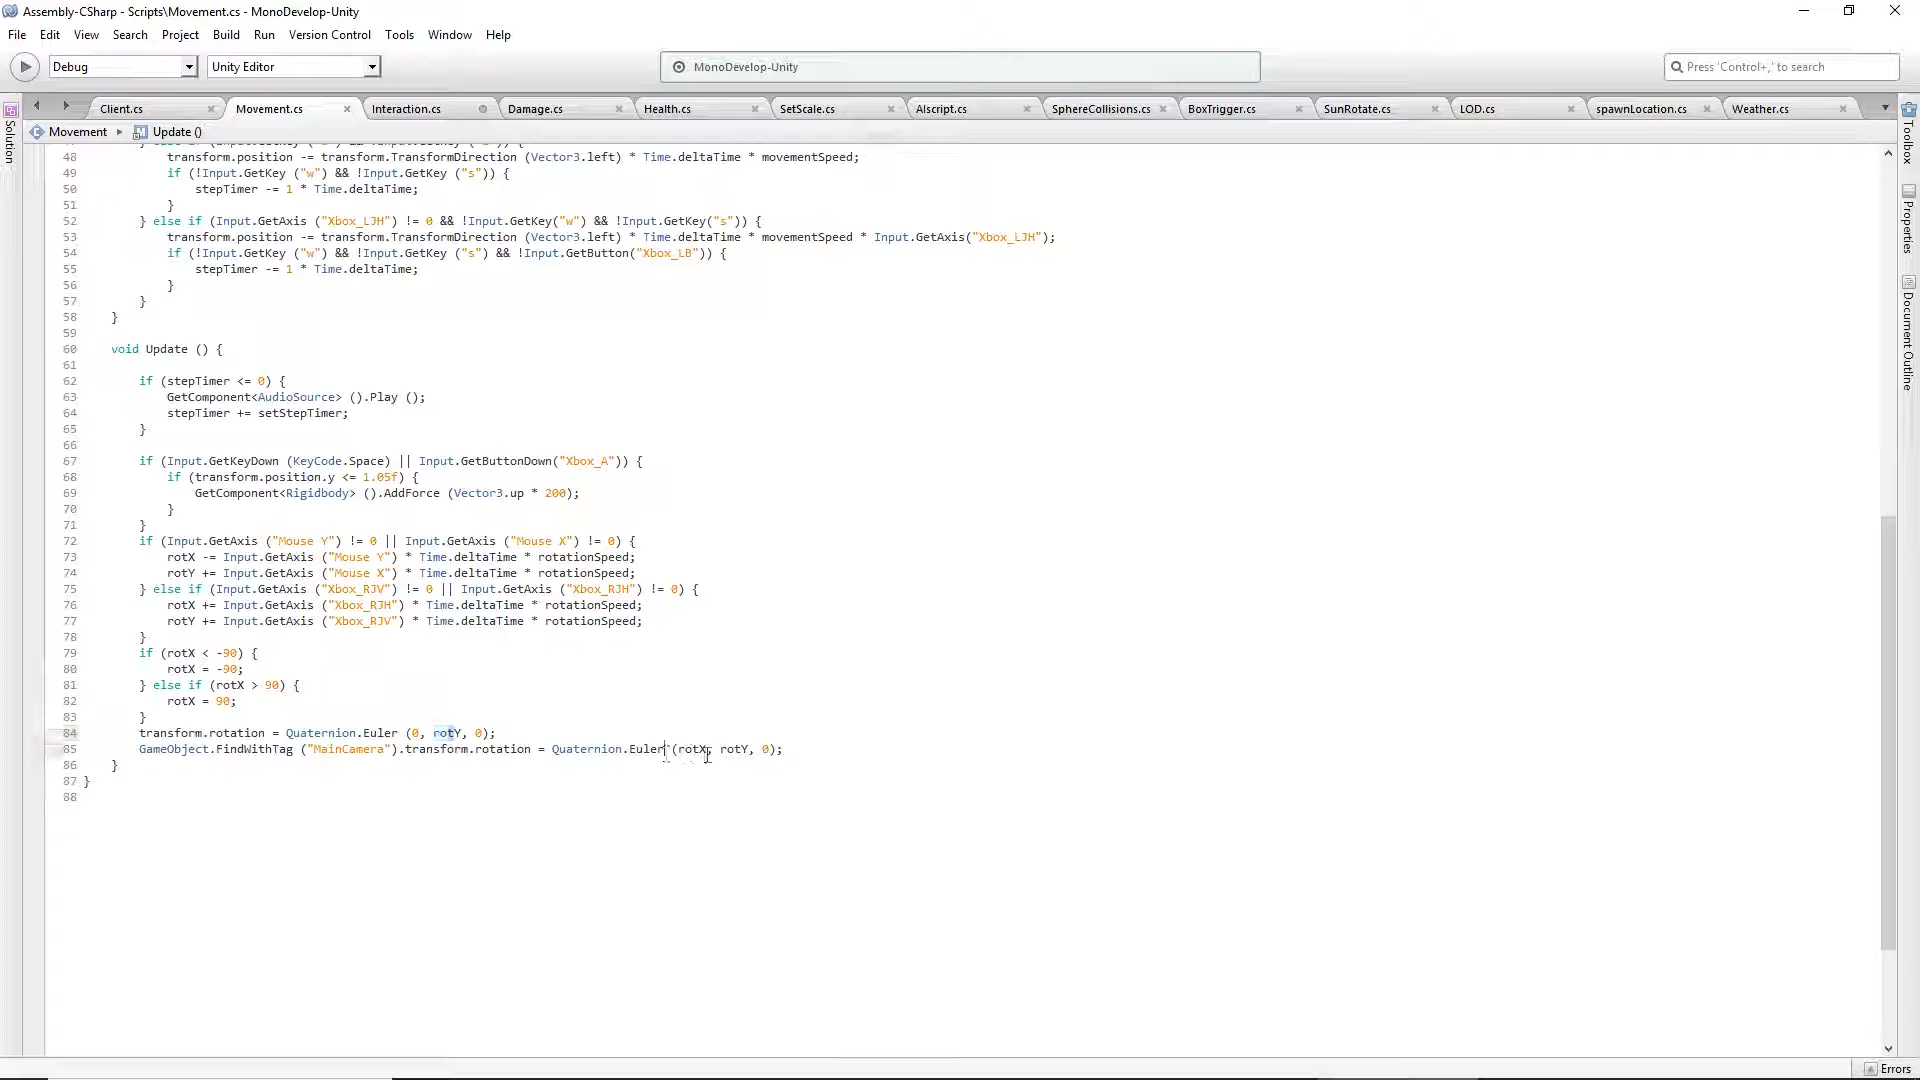 Assembly-CSharp - Scripts\Movement.cs - MonoDevelop-Unity
File Edit View Search Project Build Run Version Control Tools Window Help
Debug Unity Editor MonoDevelop-Unity Press 'Control+,' to search
Client.cs Movement.cs Interaction.cs Damage.cs Health.cs SetScale.cs AIscript.cs SphereCollisions.cs BoxTrigger.cs SunRotate.cs LOD.cs spawnLocation.cs Weather.cs
Movement Update ()
Solution
Toolbox
Properties
Document Outline
48 transform.position -= transform.TransformDirection (Vector3.left) * Time.deltaTime * movementSpeed;
49 if (!Input.GetKey ("w") && !Input.GetKey ("s")) {
50 stepTimer -= 1 * Time.deltaTime;
51 }
52 } else if (Input.GetAxis ("Xbox_LJH") != 0 && !Input.GetKey("w") && !Input.GetKey("s")) {
53 transform.position -= transform.TransformDirection (Vector3.left) * Time.deltaTime * movementSpeed * Input.GetAxis("Xbox_LJH");
54 if (!Input.GetKey ("w") && !Input.GetKey ("s") && !Input.GetButton("Xbox_LB")) {
55 stepTimer -= 1 * Time.deltaTime;
56 }
57 }
58 }
59
60 void Update () {
61
62 if (stepTimer <= 0) {
63 GetComponent<AudioSource> ().Play ();
64 stepTimer += setStepTimer;
65 }
66
67 if (Input.GetKeyDown (KeyCode.Space) || Input.GetButtonDown("Xbox_A")) {
68 if (transform.position.y <= 1.05f) {
69 GetComponent<Rigidbody> ().AddForce (Vector3.up * 200);
70 }
71 }
72 if (Input.GetAxis ("Mouse Y") != 0 || Input.GetAxis ("Mouse X") != 0) {
73 rotX -= Input.GetAxis ("Mouse Y") * Time.deltaTime * rotationSpeed;
74 rotY += Input.GetAxis ("Mouse X") * Time.deltaTime * rotationSpeed;
75 } else if (Input.GetAxis ("Xbox_RJV") != 0 || Input.GetAxis ("Xbox_RJH") != 0) {
76 rotX += Input.GetAxis ("Xbox_RJH") * Time.deltaTime * rotationSpeed;
77 rotY += Input.GetAxis ("Xbox_RJV") * Time.deltaTime * rotationSpeed;
78 }
79 if (rotX < -90) {
80 rotX = -90;
81 } else if (rotX > 90) {
82 rotX = 90;
83 }
84 transform.rotation = Quaternion.Euler (0, rotY, 0);
85 GameObject.FindWithTag ("MainCamera").transform.rotation = Quaternion.Euler (rotX, rotY, 0);
86 }
87 }
88
Errors